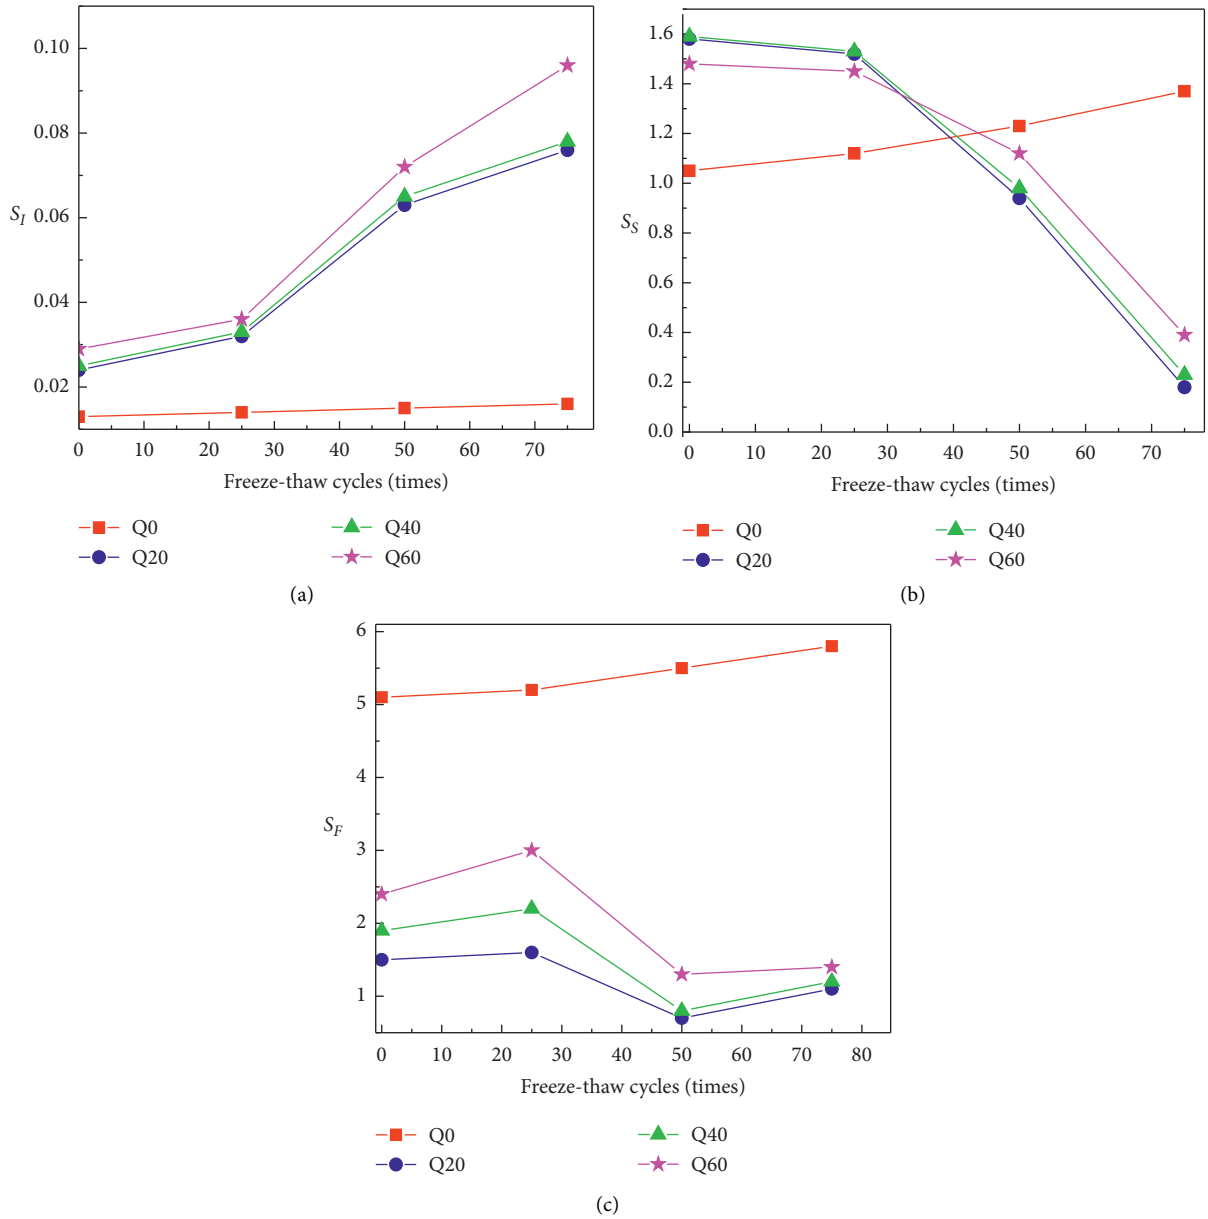 0.10
0.08
0.06
0.04
0.02
S_I
0 10 20 30 40 50 60 70
Freeze-thaw cycles (times)
Q0 Q40
Q20 Q60
(a)
1.6
1.4
1.2
1.0
0.8
0.6
0.4
0.2
0.0
S_S
0 10 20 30 40 50 60 70
Freeze-thaw cycles (times)
Q0 Q40
Q20 Q60
(b)
6
5
4
3
2
1
S_F
0 10 20 30 40 50 60 70 80
Freeze-thaw cycles (times)
Q0 Q40
Q20 Q60
(c)